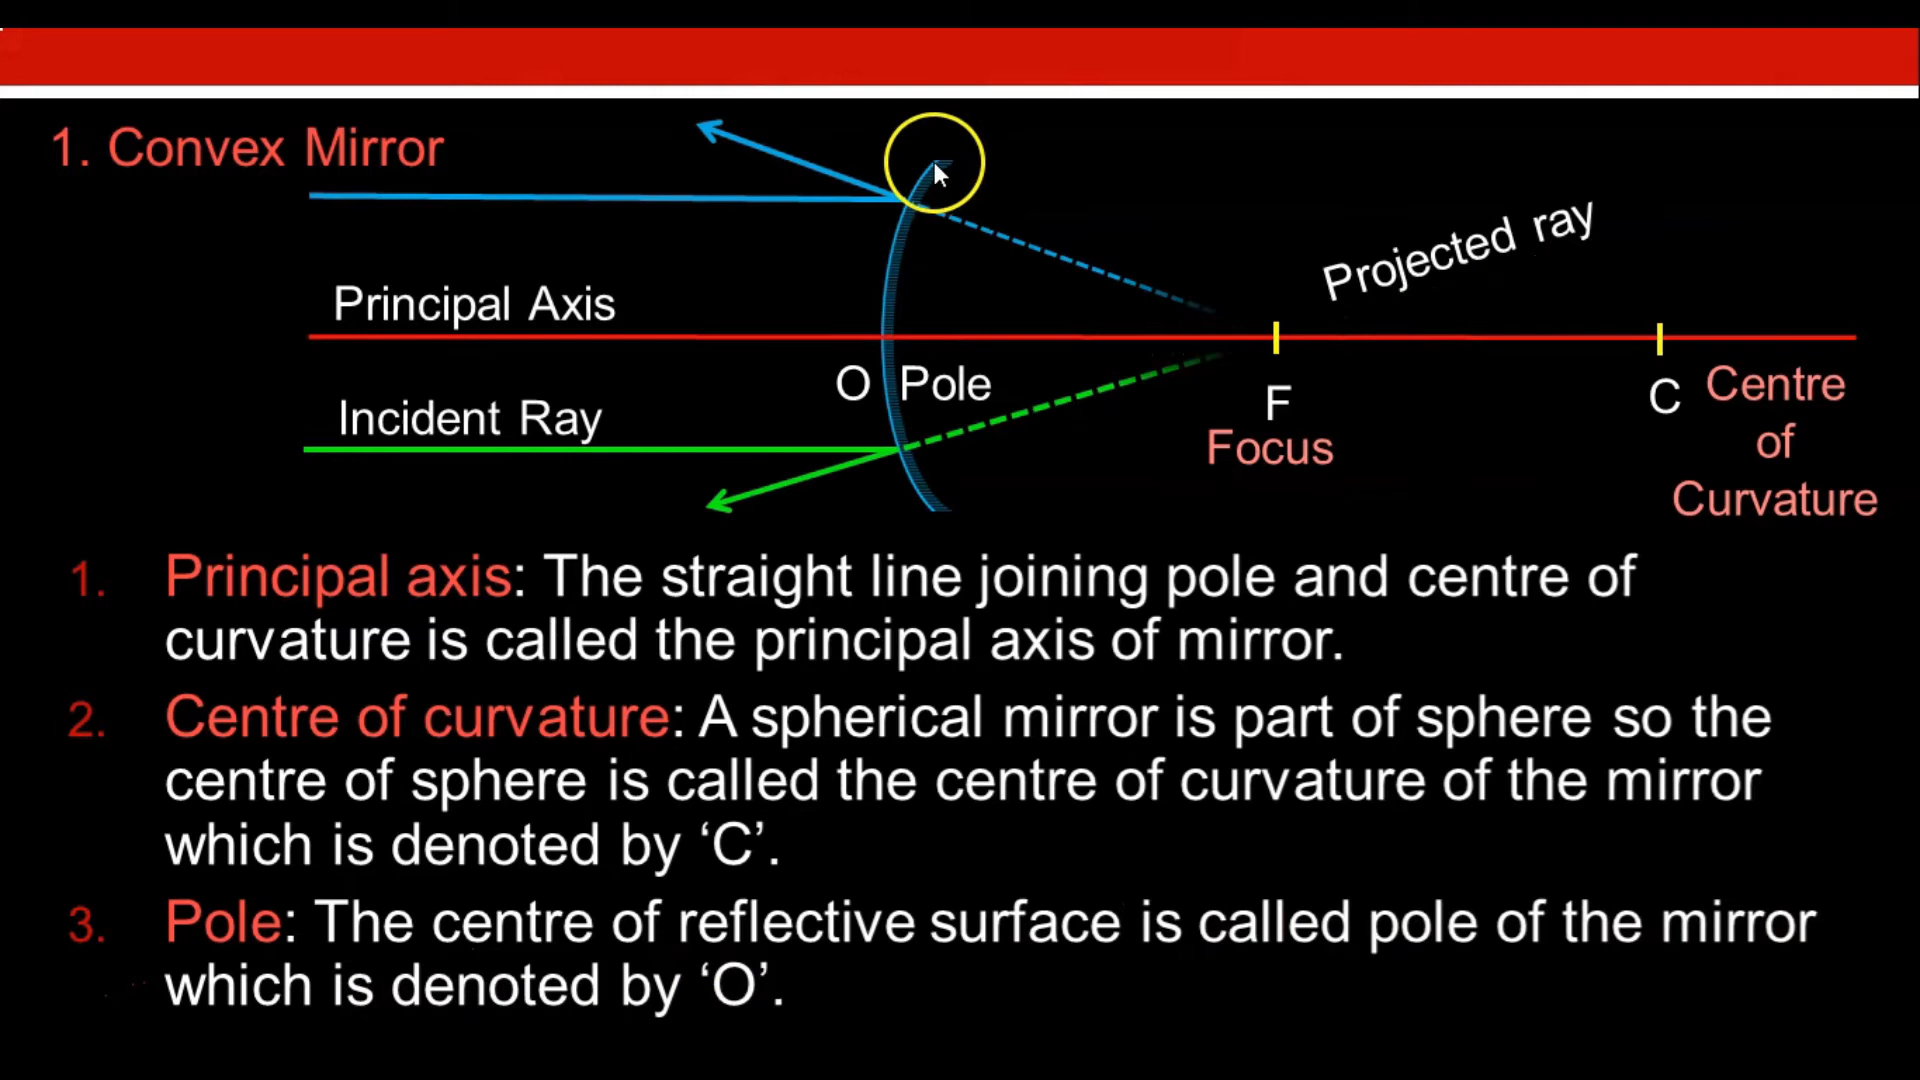 1. Convex Mirror
Projected ray
Principal Axis
O Pole
Incident Ray
F
Focus
C Centre
of
Curvature
1. Principal axis: The straight line joining pole and centre of
curvature is called the principal axis of mirror.
2. Centre of curvature: A spherical mirror is part of sphere so the
centre of sphere is called the centre of curvature of the mirror
which is denoted by ‘C’.
3. Pole: The centre of reflective surface is called pole of the mirror
which is denoted by ‘O’.